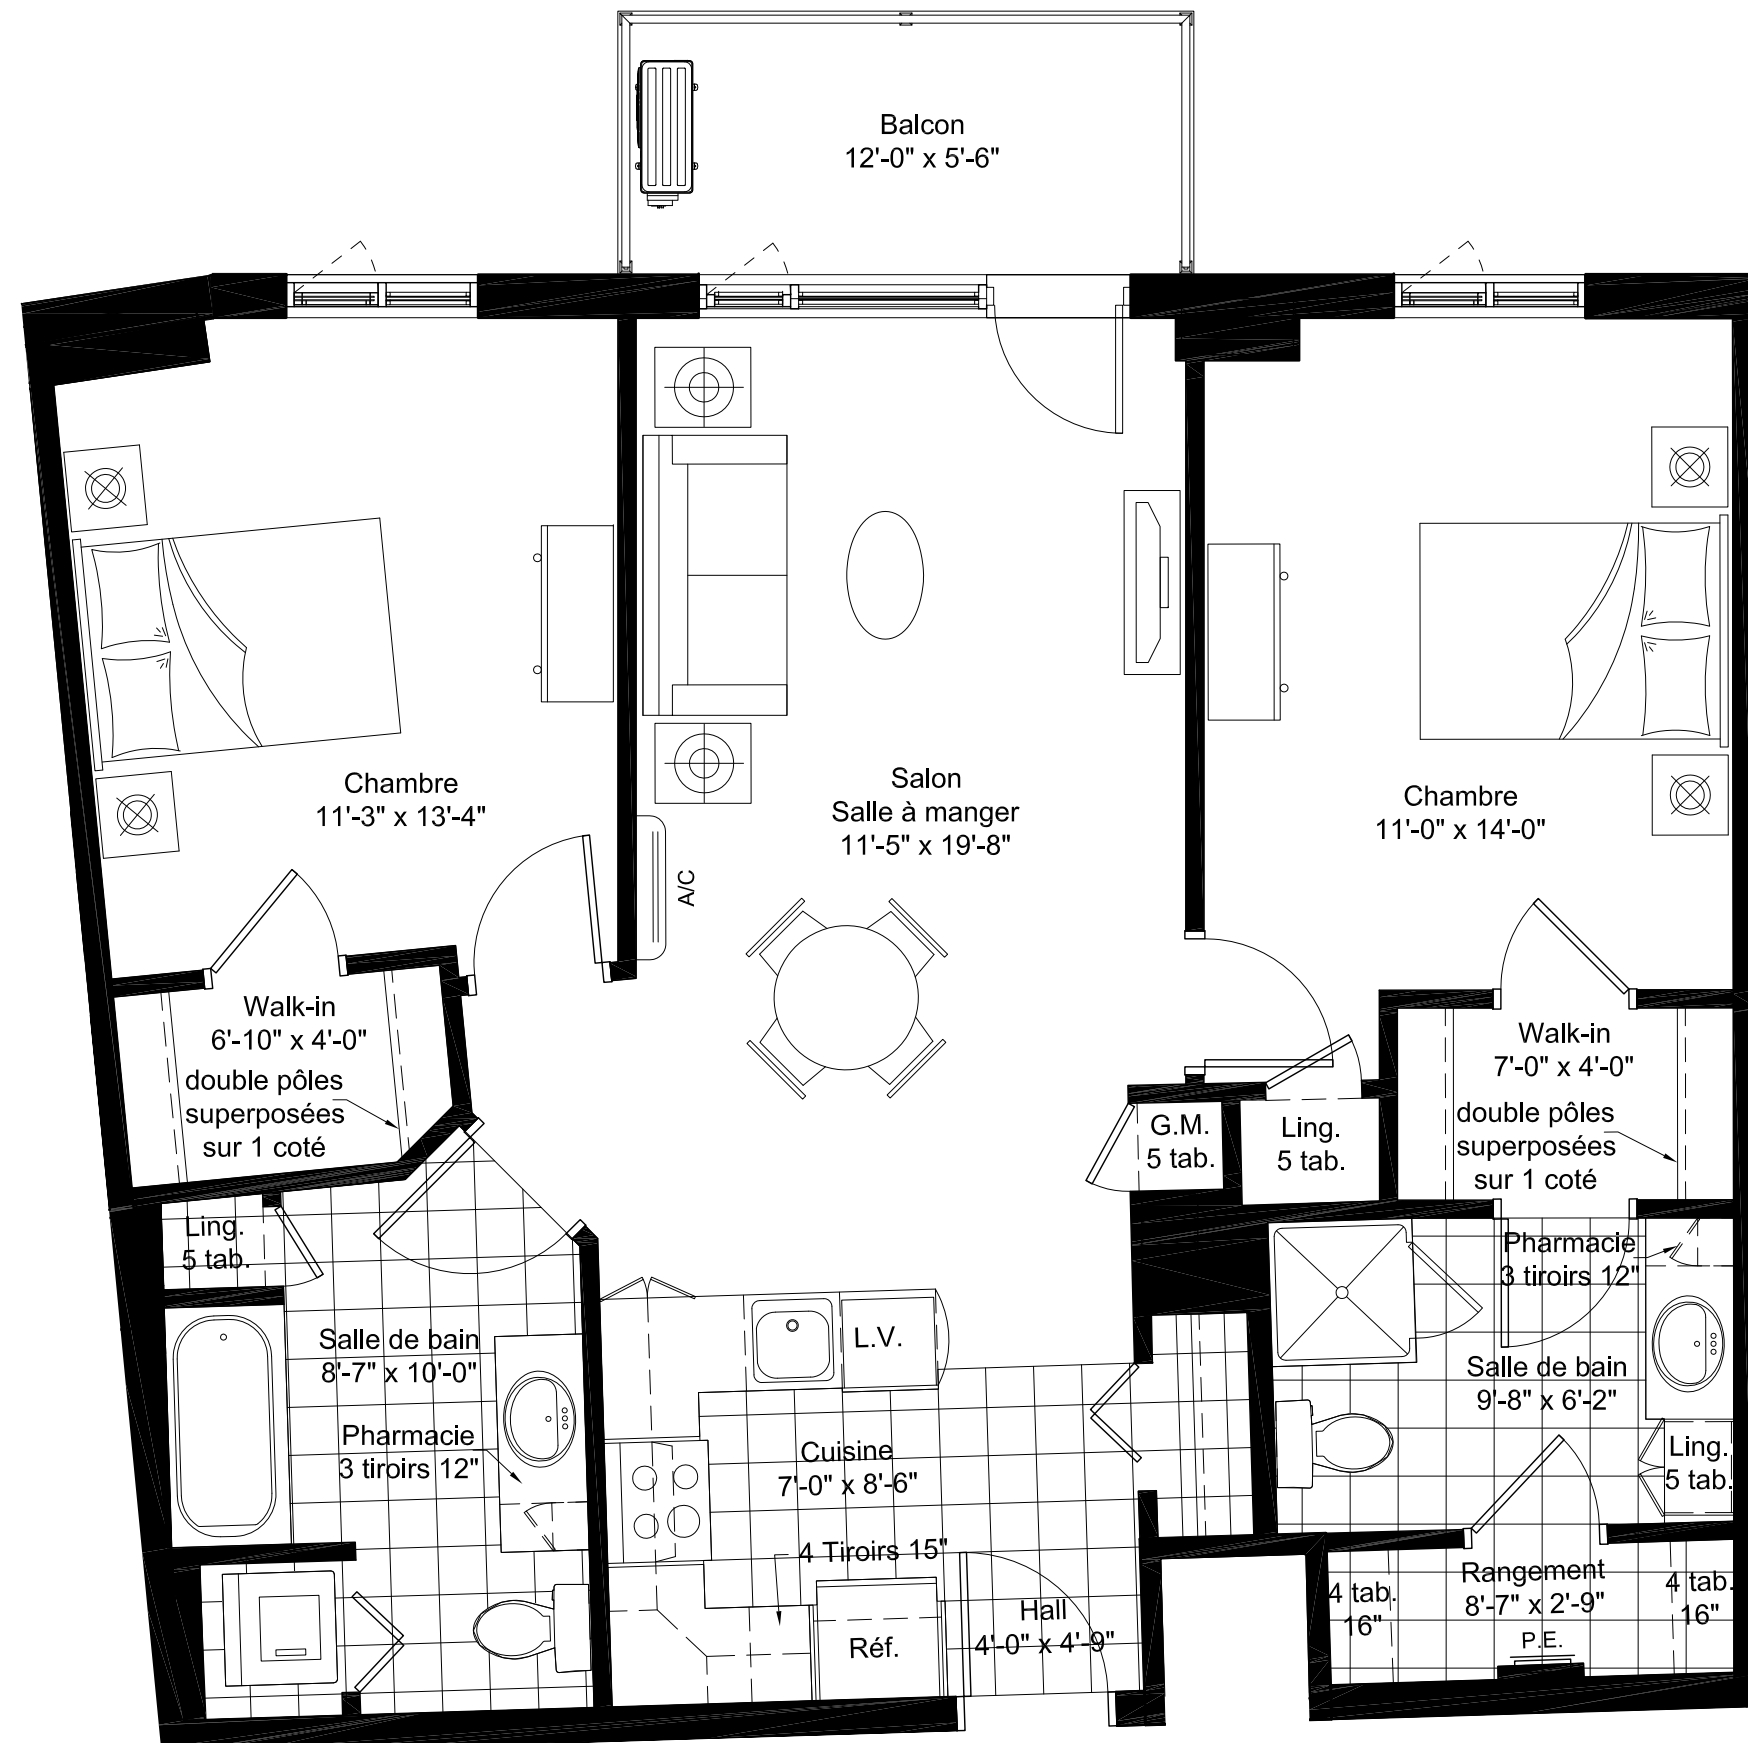 Balcon
12'-0" x 5'-6"
Chambre
11'-3" x 13'-4"
Salon
Salle à manger
11'-5" x 19'-8"
Chambre
11'-0" x 14'-0"
A/C
Walk-in
6'-10" x 4'-0"
double pôles
superposées
sur 1 coté
Walk-in
7'-0" x 4'-0"
double pôles
superposées
sur 1 coté
G.M.
5 tab.
Ling.
5 tab.
Ling.
5 tab.
Pharmacie
3 tiroirs 12"
Salle de bain
8'-7" x 10'-0"
L.V.
Salle de bain
9'-8" x 6'-2"
Pharmacie
3 tiroirs 12"
Cuisine
7'-0" x 8'-6"
Ling.
5 tab.
4 Tiroirs 15"
Réf.
Hall
4'-0" x 4'-9"
4 tab.
16"
Rangement
8'-7" x 2'-9"
P.E.
4 tab.
16"